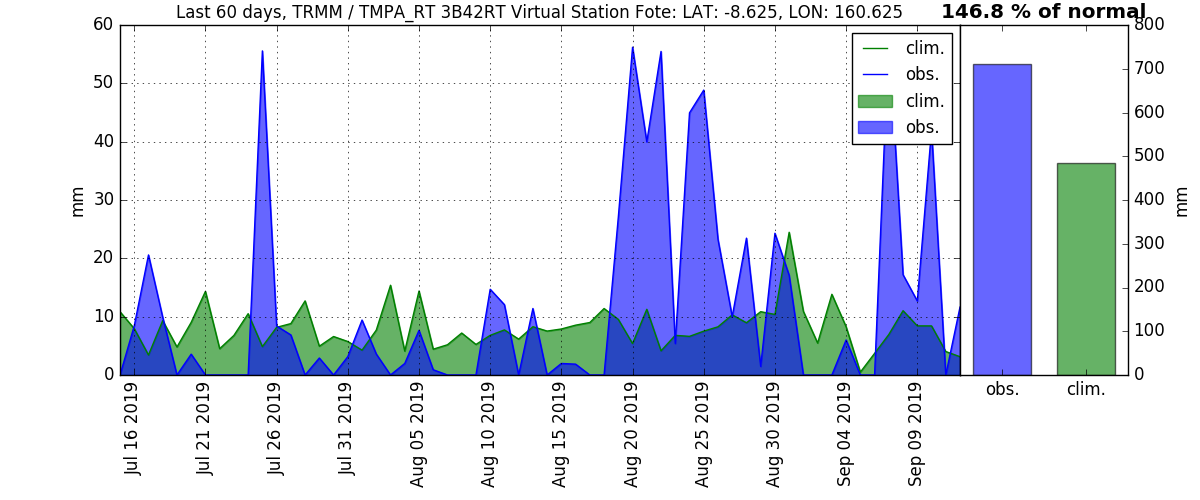 Last 60 days, TRMM / TMPA_RT 3B42RT Virtual Station Fote: LAT: -8.625, LON: 160.625
146.8 % of normal
60
50
40
30
20
10
0
mm
clim.
obs.
clim.
obs.
800
700
600
500
400
300
200
100
0
mm
Jul 16 2019
Jul 21 2019
Jul 26 2019
Jul 31 2019
Aug 05 2019
Aug 10 2019
Aug 15 2019
Aug 20 2019
Aug 25 2019
Aug 30 2019
Sep 04 2019
Sep 09 2019
obs.
clim.